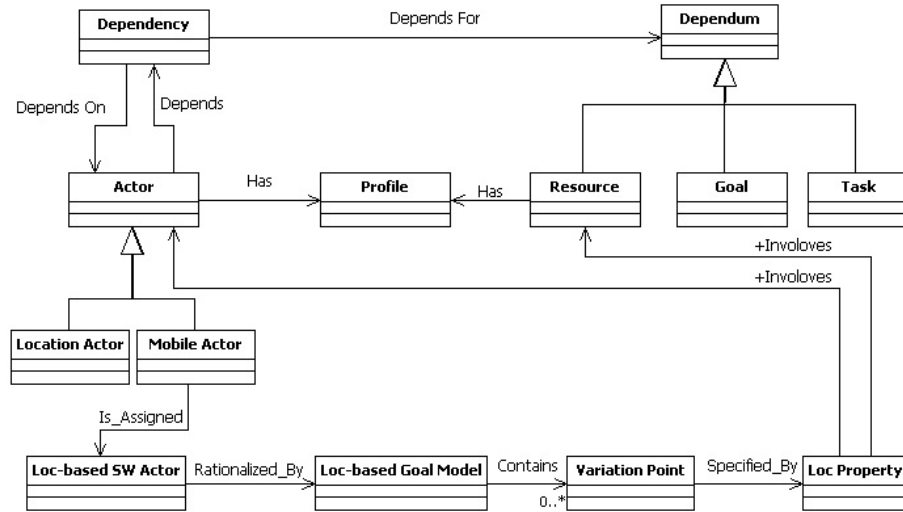 Dependency
Depends For
Dependum
Depends On
Depends
Actor
Has
Profile
Has
Resource
Goal
Task
+Involoves
+Involoves
Location Actor
Mobile Actor
Is_Assigned
Loc-based SW Actor
Rationalized_By
Loc-based Goal Model
Contains
0..*
Variation Point
Specified_By
Loc Property